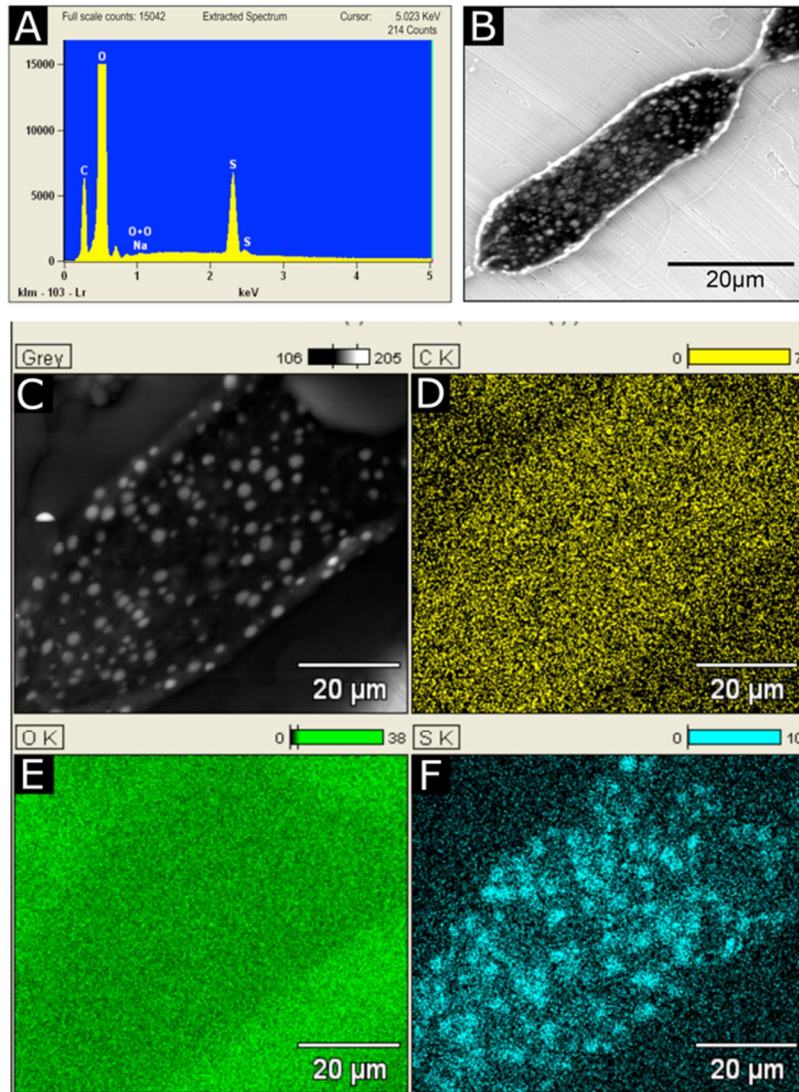 A
Full scale counts: 15042 Extracted Spectrum Cursor: 5.023 KeV
214 Counts
15000
10000
5000
0
O
C
S
O+O
Na
S
0 1 2 3 4 5
klm - 103 - Lr keV
B
20μm
Grey 106 205
C K 0 7
C
20 μm
D
20 μm
O K 0 38
S K 0 10
E
20 μm
F
20 μm